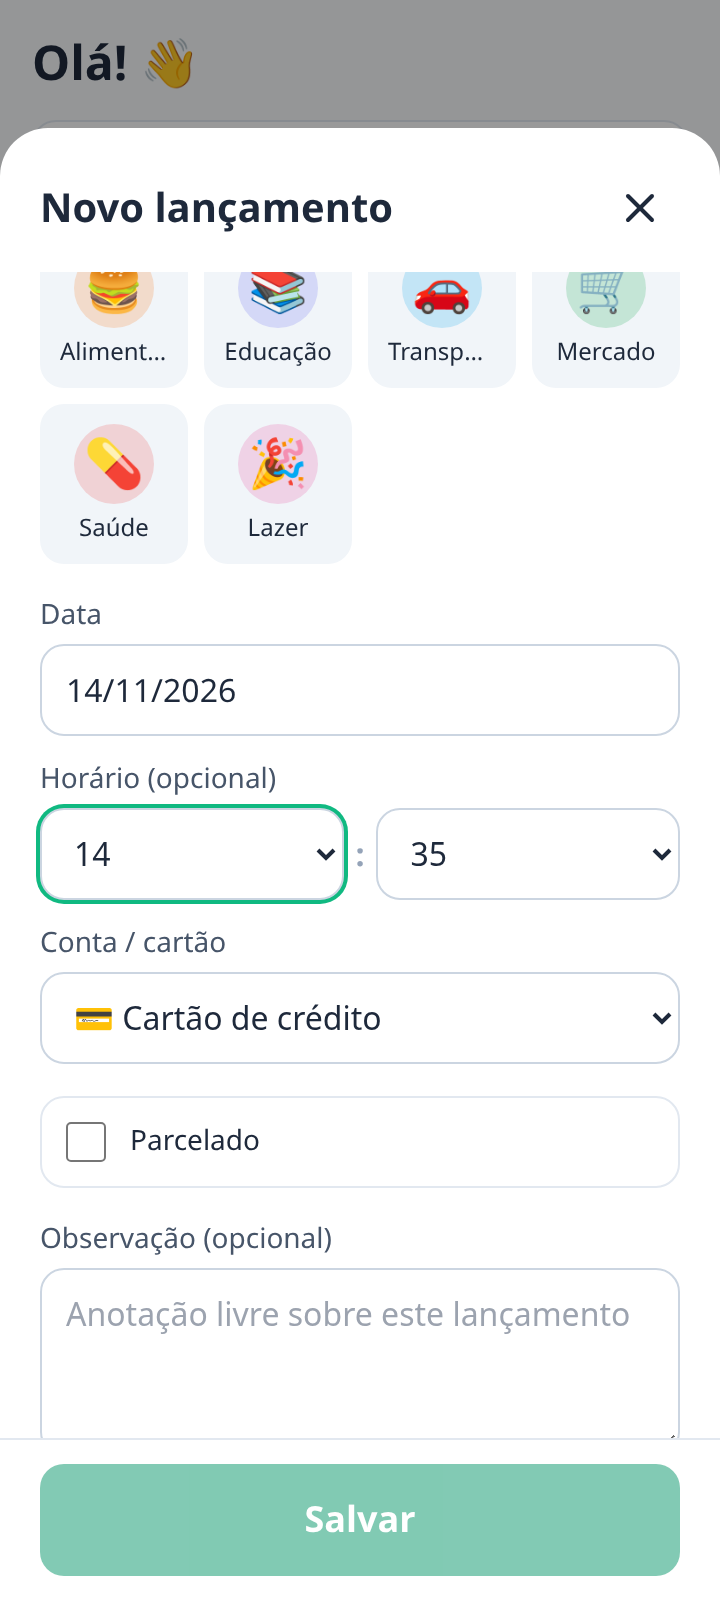 Olá! 👋
Novo lançamento
Aliment... Educação Transp... Mercado
Saúde Lazer
Data
14/11/2026
Horário (opcional)
14 : 35
Conta / cartão
💳 Cartão de crédito
Parcelado
Observação (opcional)
Anotação livre sobre este lançamento
Salvar